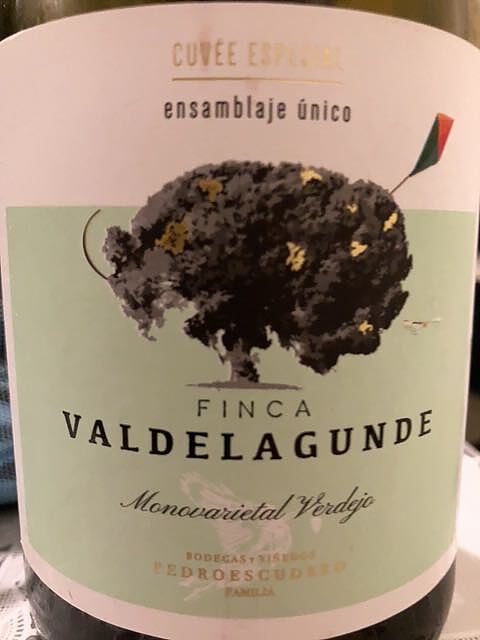 CUVÉE ESPECIAL
ensamblaje único
FINCA
VALDELAGUNDE
Monovarietal Verdejo
BODEGAS Y VIÑEDOS
PEDROESCUDERO
FAMILIA